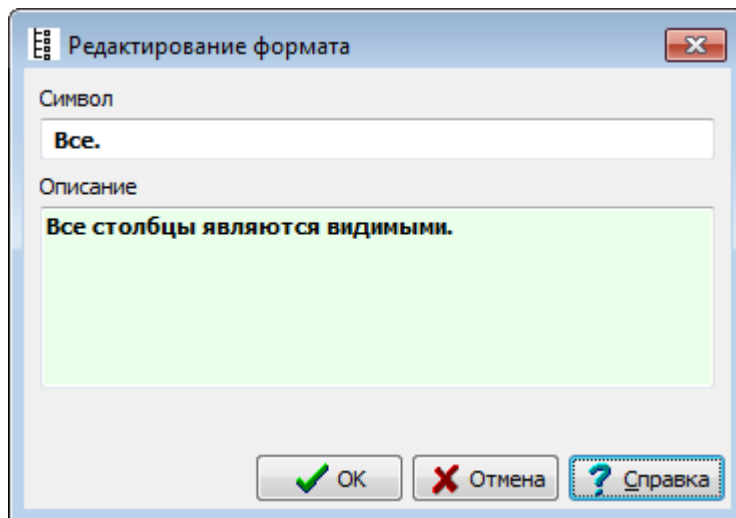 Редактирование формата
Символ
Все.
Описание
Все столбцы являются видимыми.
OK
Отмена
? Справка